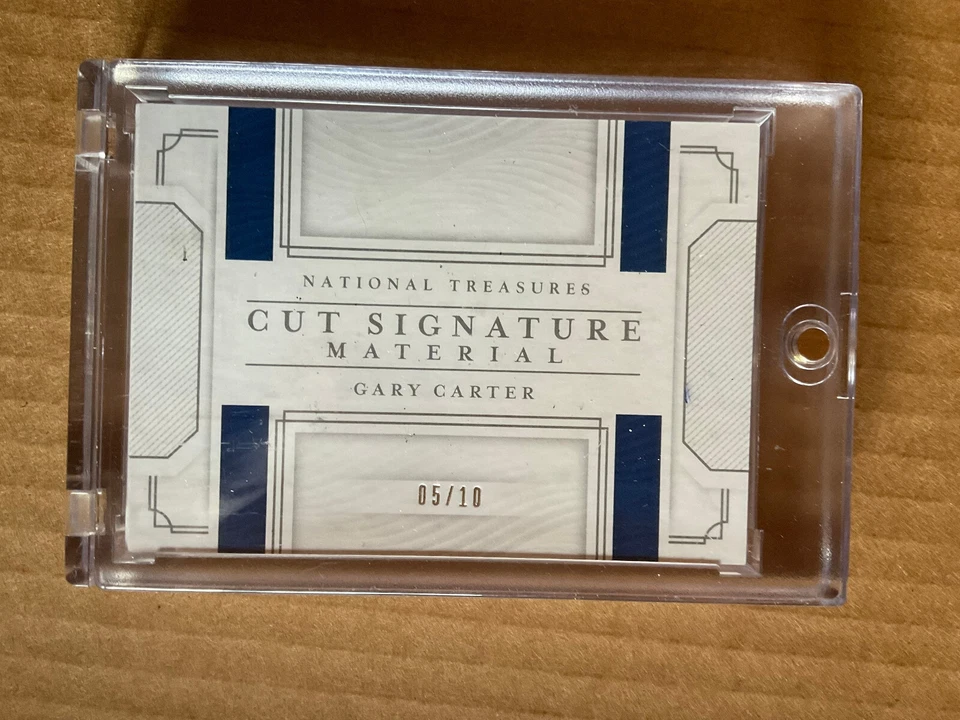 NATIONAL TREASURES
CUT SIGNATURE
MATERIAL
GARY CARTER
05/10